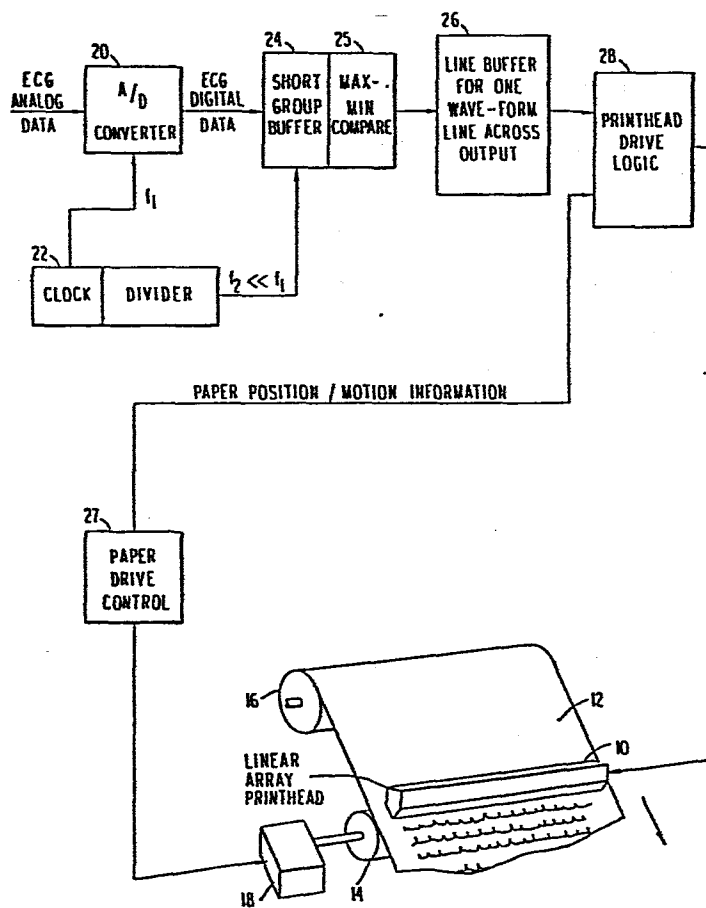 20
24
25
26
28
ECG
ANALOG
DATA
A/D
CONVERTER
ECG
DIGITAL
DATA
SHORT
GROUP
BUFFER
MAX-
MIN
COMPARE
LINE BUFFER
FOR ONE
WAVE-FORM
LINE ACROSS
OUTPUT
PRINTHEAD
DRIVE
LOGIC
f1
22
CLOCK
DIVIDER
f2 << f1
PAPER POSITION / MOTION INFORMATION
27
PAPER
DRIVE
CONTROL
16
12
10
LINEAR
ARRAY
PRINTHEAD
18
14